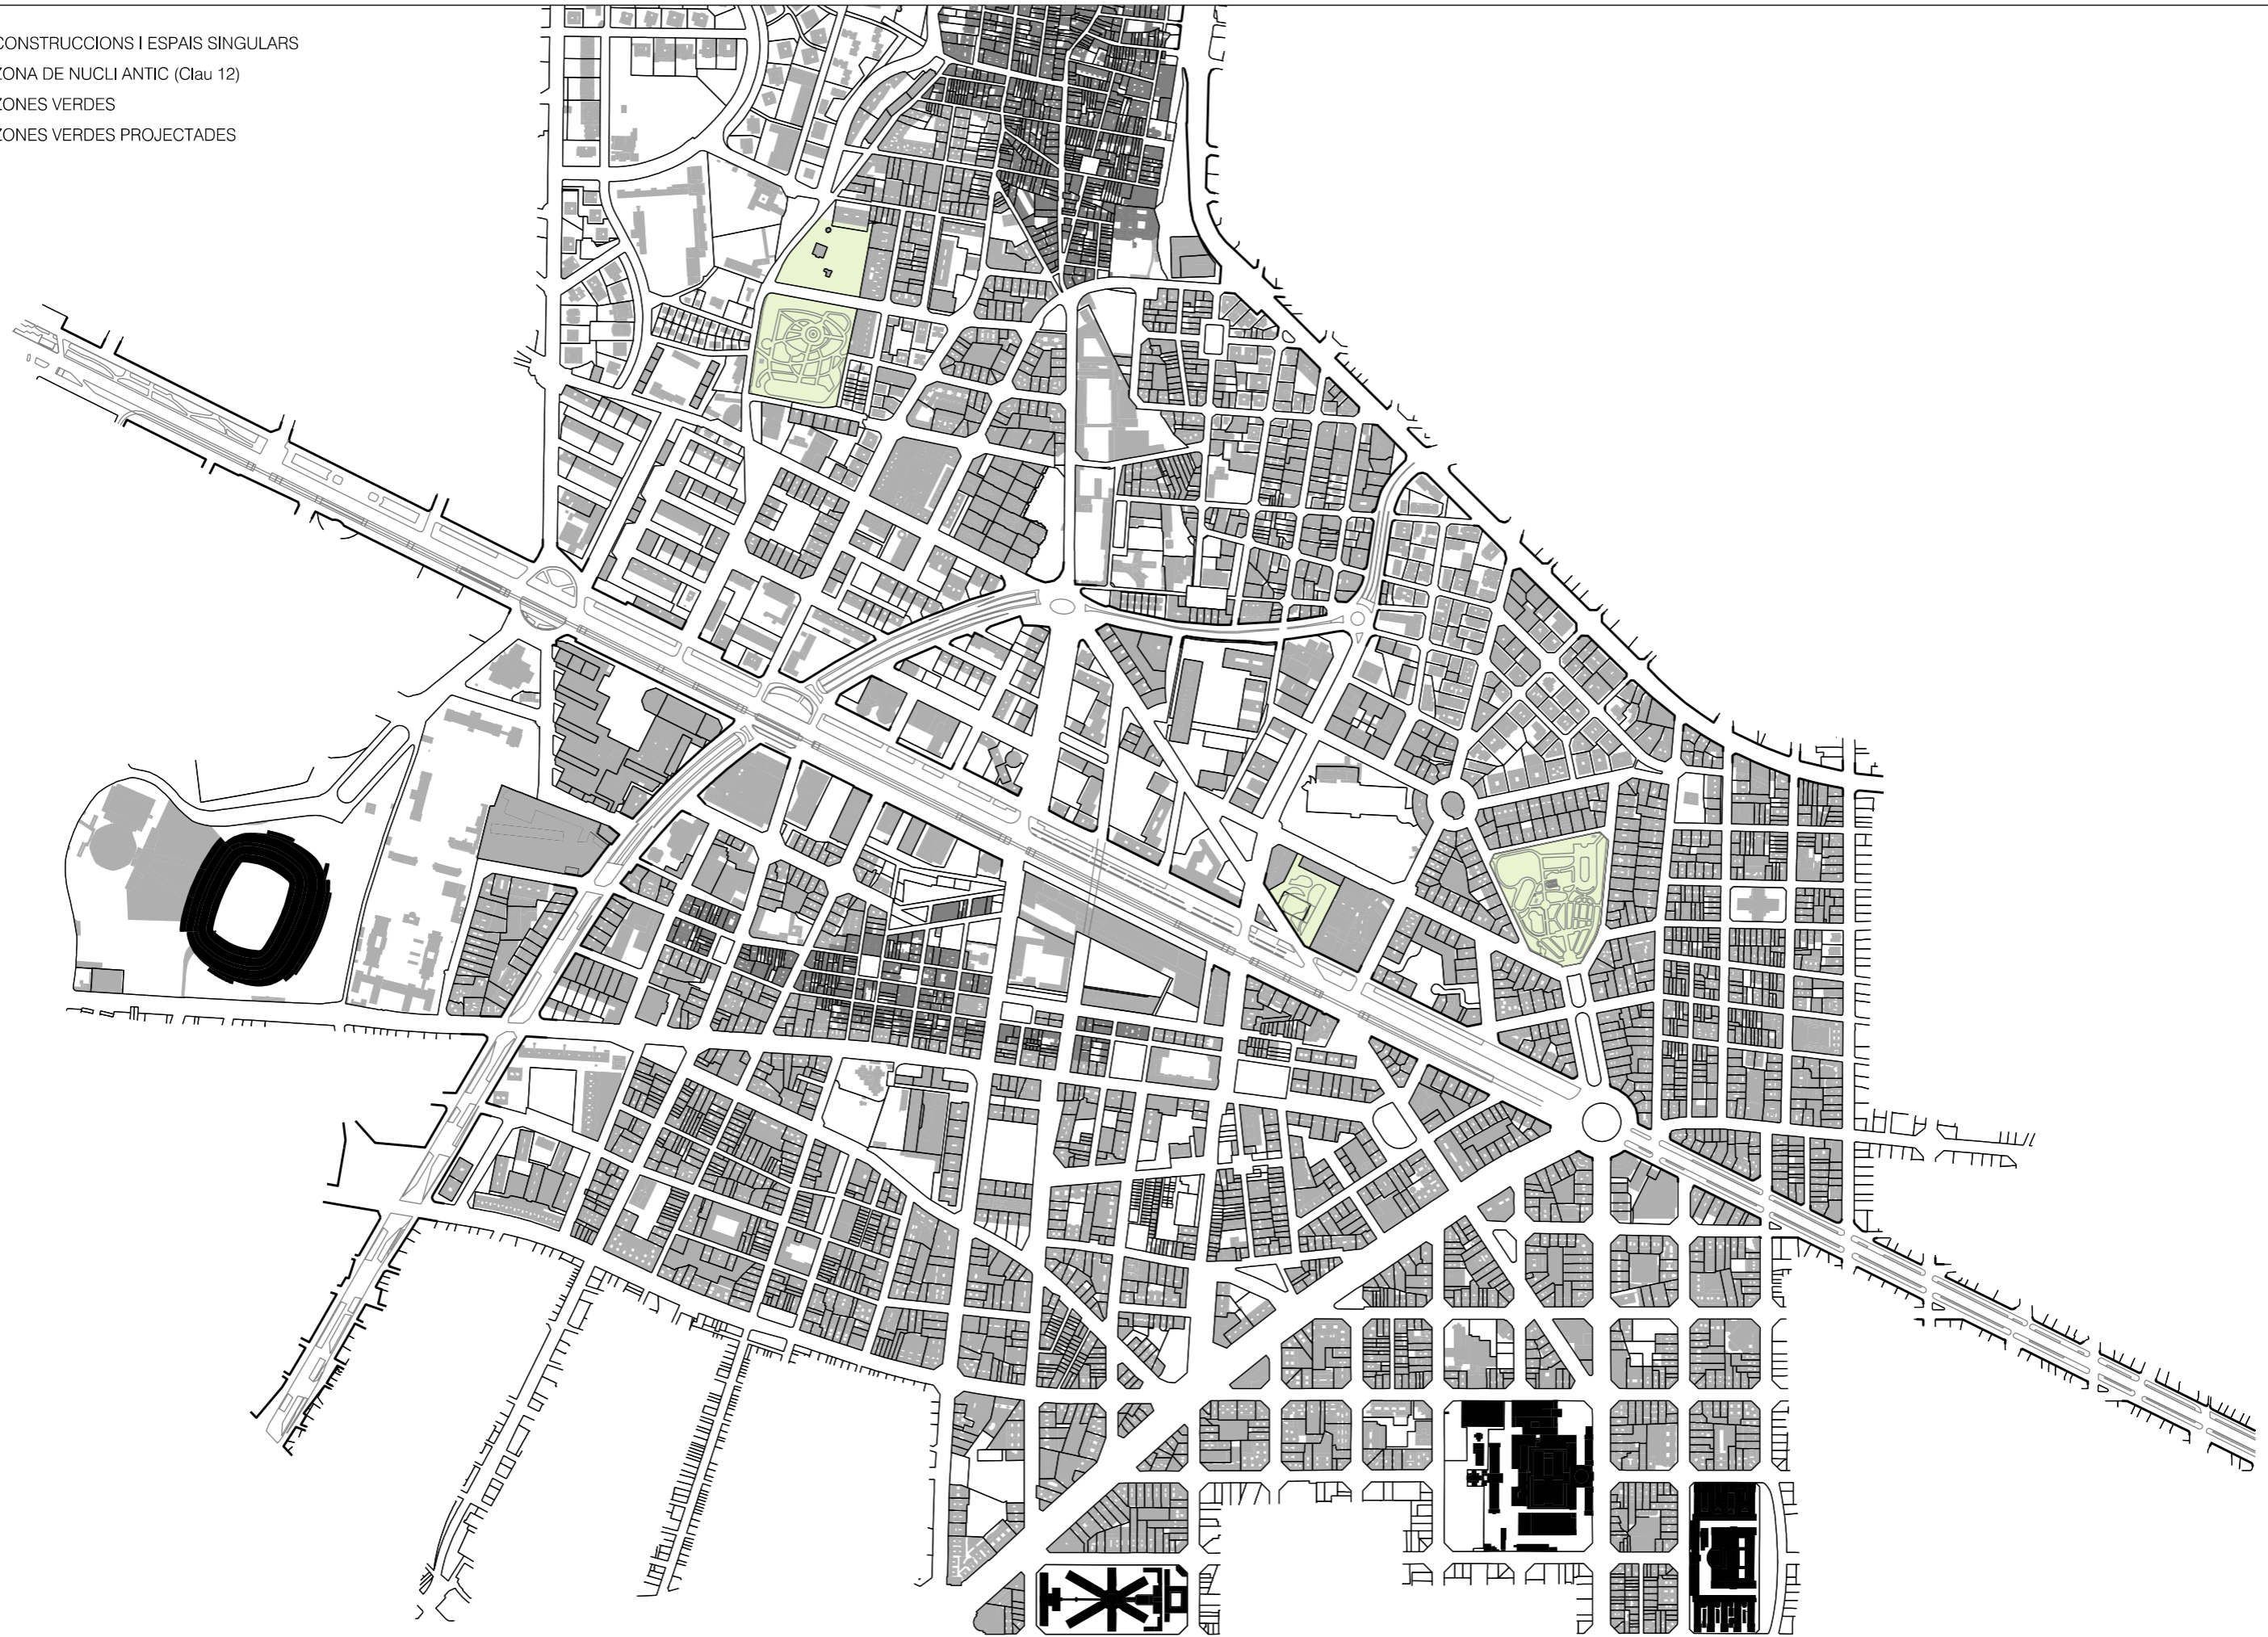 CONSTRUCCIONS I ESPAIS SINGULARS
ZONA DE NUCLI ANTIC (Clau 12)
ZONES VERDES
ZONES VERDES PROJECTADES